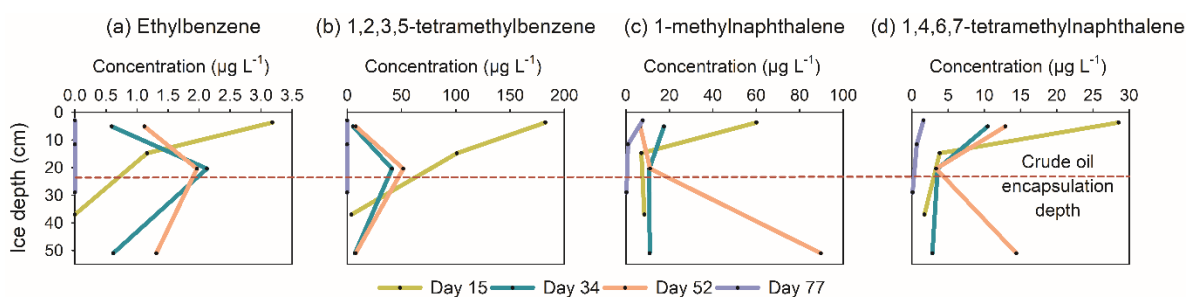 (a) Ethylbenzene (b) 1,2,3,5-tetramethylbenzene (c) 1-methylnaphthalene (d) 1,4,6,7-tetramethylnaphthalene
Concentration (µg L⁻¹) Concentration (µg L⁻¹) Concentration (µg L⁻¹) Concentration (µg L⁻¹)
0.0 0.5 1.0 1.5 2.0 2.5 3.0 3.5 0 50 100 150 200 0 20 40 60 80 100 0 5 10 15 20 25 30
Ice depth (cm)
0
10
20
30
40
50
Crude oil
encapsulation
depth
Day 15 Day 34 Day 52 Day 77